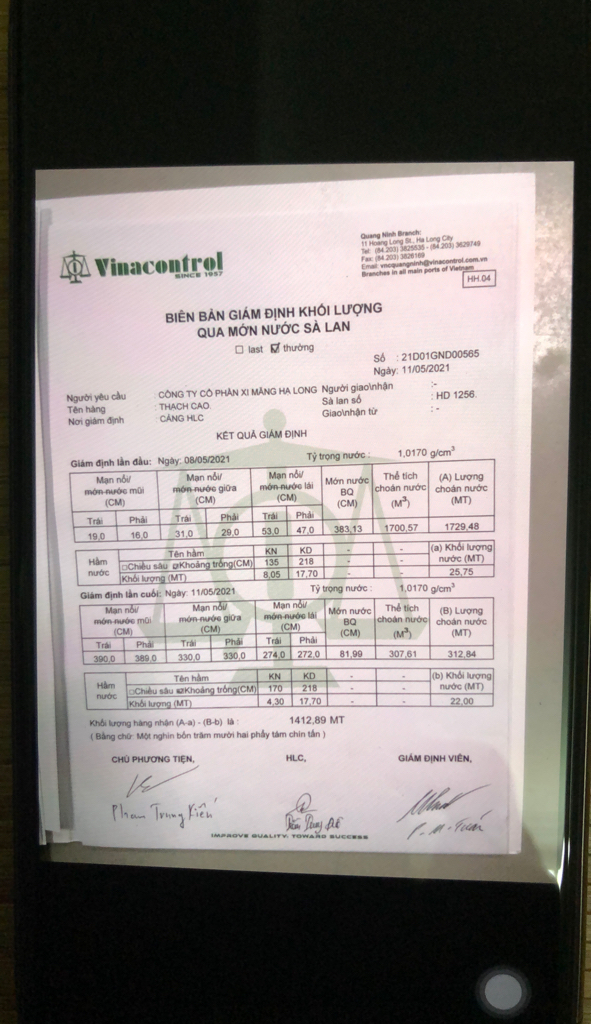 Vinacontrol
SINCE 1957
Quang Ninh Branch:
11 Hoang Long St., Ha Long City
Tel: (84.203) 3825535 - (84.203) 3629749
Fax: (84.203) 3826169
Email: vncquangninh@vinacontrol.com.vn
Branches in all main ports of Vietnam
HH.04
BIÊN BẢN GIÁM ĐỊNH KHỐI LƯỢNG
QUA MỚN NƯỚC SÀ LAN
last thường
Số : 21D01GND00565
Ngày: 11/05/2021
Người yêu cầu CÔNG TY CỔ PHẦN XI MĂNG HẠ LONG Người giao\nhận :-
Tên hàng : THẠCH CAO. Sà lan số : HD 1256.
Nơi giám định CẢNG HLC Giao\nhận từ : -
KẾT QUẢ GIÁM ĐỊNH
Giám định lần đầu: Ngày: 08/05/2021 Tỷ trọng nước : 1,0170 g/cm³
Mạn nổi/ món nước mũi (CM) Mạn nổi/ món nước giữa (CM) Mạn nổi/ món nước lái (CM) Mớn nước BQ (CM) Thể tích choán nước (M³) (A) Lượng choán nước (MT)
Trái Phải Trái Phải Trái Phải
19,0 16,0 31,0 29,0 53,0 47,0 383,13 1700,57 1729,48
Hầm nước Tên hầm KN KD - - (a) Khối lượng nước (MT)
Chiều sâu Khoảng trống(CM) 135 218 - -
Khối lượng (MT) 8,05 17,70 - - 25,75
Giám định lần cuối: Ngày: 11/05/2021 Tỷ trọng nước : 1,0170 g/cm³
Mạn nổi/ món nước mũi (CM) Mạn nổi/ món nước giữa (CM) Mạn nổi/ món nước lái (CM) Mớn nước BQ (CM) Thể tích choán nước (M³) (B) Lượng choán nước (MT)
Trái Phải Trái Phải Trái Phải
390,0 389,0 330,0 330,0 274,0 272,0 81,99 307,61 312,84
Hầm nước Tên hầm KN KD - - (b) Khối lượng nước (MT)
Chiều sâu Khoảng trống(CM) 170 218 - -
Khối lượng (MT) 4,30 17,70 - - 22,00
Khối lượng hàng nhận (A-a) - (B-b) là : 1412,89 MT
( Bằng chữ: Một nghìn bốn trăm mười hai phẩy tám chín tấn )
CHỦ PHƯƠNG TIỆN, HLC, GIÁM ĐỊNH VIÊN,
Phạm Trung Kiên
P. M. Tuấn
IMPROVE QUALITY, TOWARD SUCCESS